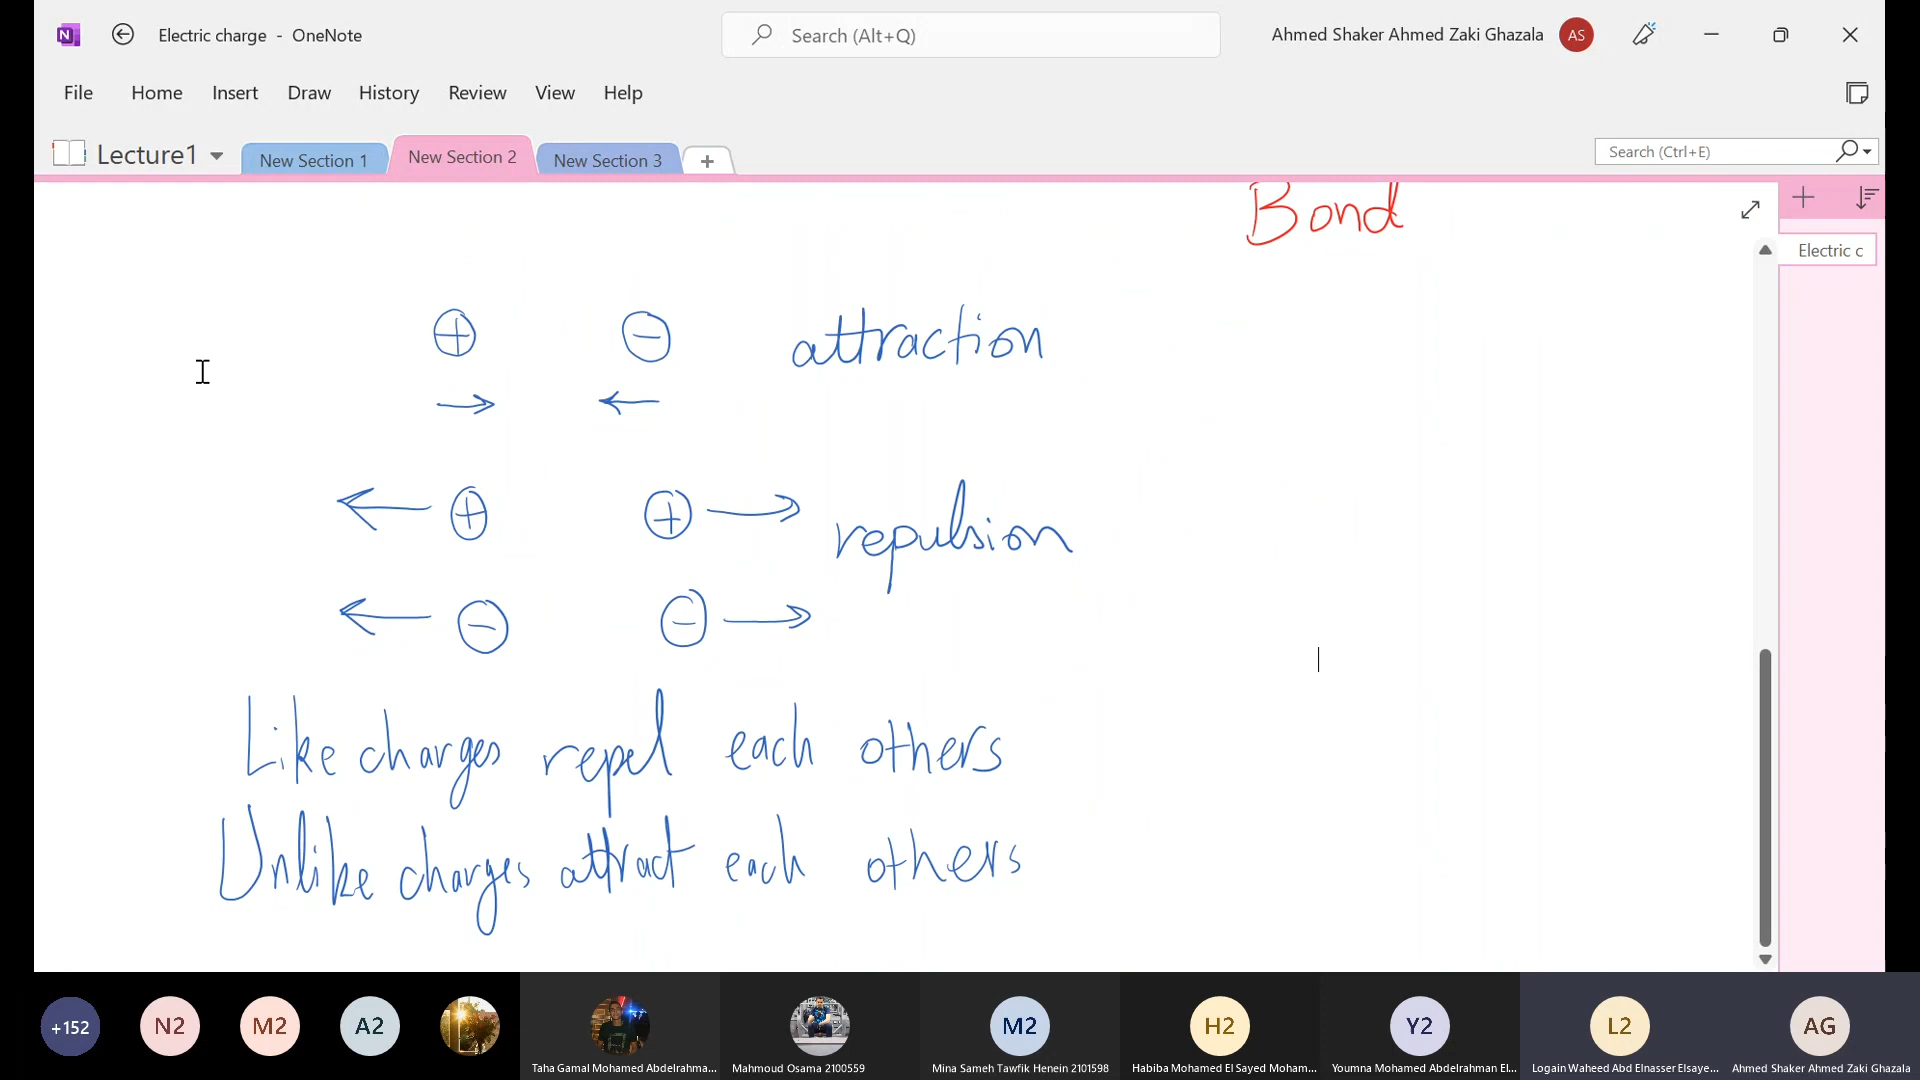 Electric charge - OneNote
Search (Alt+Q)
Ahmed Shaker Ahmed Zaki Ghazala
AS
File Home Insert Draw History Review View Help
Lecture1
New Section 1
New Section 2
New Section 3
Search (Ctrl+E)
Electric c
Bond
+ - attraction
+ + repulsion
- -
Like charges repel each others
Unlike charges attract each others
+152
N2
M2
A2
M2
H2
Y2
L2
AG
Taha Gamal Mohamed Abdelrahma...
Mahmoud Osama 2100559
Mina Sameh Tawfik Henein 2101598
Habiba Mohamed El Sayed Moham...
Youmna Mohamed Abdelrahman El...
Logain Waheed Abd Elnasser Elsaye...
Ahmed Shaker Ahmed Zaki Ghazala